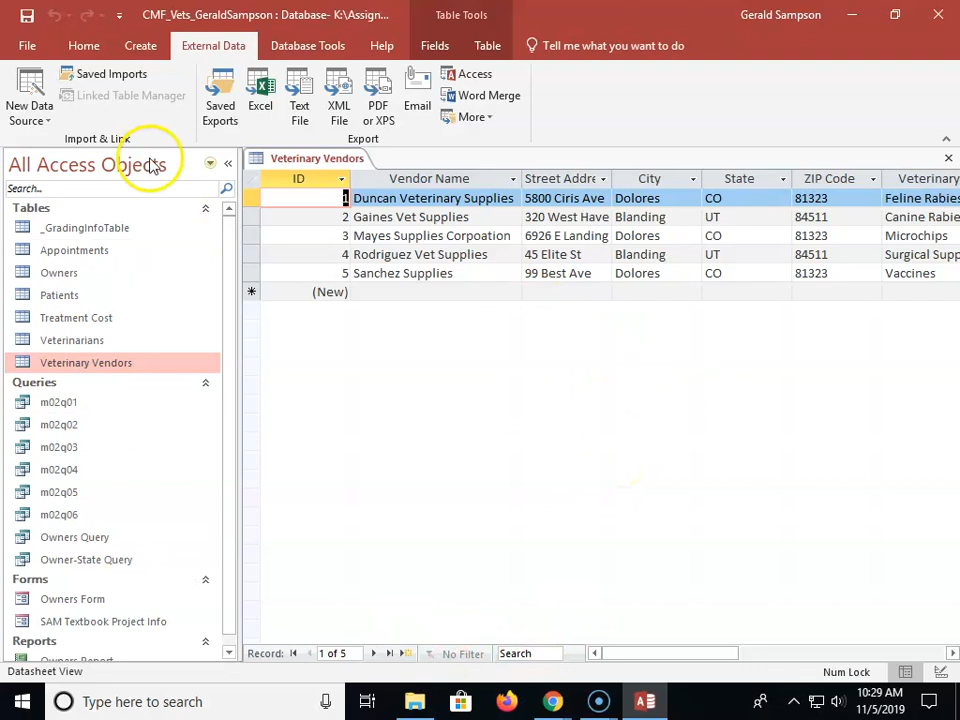 CMF_Vets_GeraldSampson : Database- K:\Assign...
Table Tools
Gerald Sampson
File Home Create External Data Database Tools Help Fields Table Tell me what you want to do
New Data Source
Saved Imports
Linked Table Manager
Import & Link
Saved Exports
Excel
Text File
XML File
PDF or XPS
Email
Access
Word Merge
More
Export
All Access Objects
Search...
Tables
_GradingInfoTable
Appointments
Owners
Patients
Treatment Cost
Veterinarians
Veterinary Vendors
Queries
m02q01
m02q02
m02q03
m02q04
m02q05
m02q06
Owners Query
Owner-State Query
Forms
Owners Form
SAM Textbook Project Info
Reports
Owners Report
Veterinary Vendors
ID Vendor Name Street Addre City State ZIP Code Veterinary
1 Duncan Veterinary Supplies 5800 Ciris Ave Dolores CO 81323 Feline Rabies
2 Gaines Vet Supplies 320 West Have Blanding UT 84511 Canine Rabie
3 Mayes Supplies Corpoation 6926 E Landing Dolores CO 81323 Microchips
4 Rodriguez Vet Supplies 45 Elite St Blanding UT 84511 Surgical Supp
5 Sanchez Supplies 99 Best Ave Dolores CO 81323 Vaccines
(New)
Record: 1 of 5 No Filter Search
Datasheet View
Num Lock
Type here to search
10:29 AM
11/5/2019